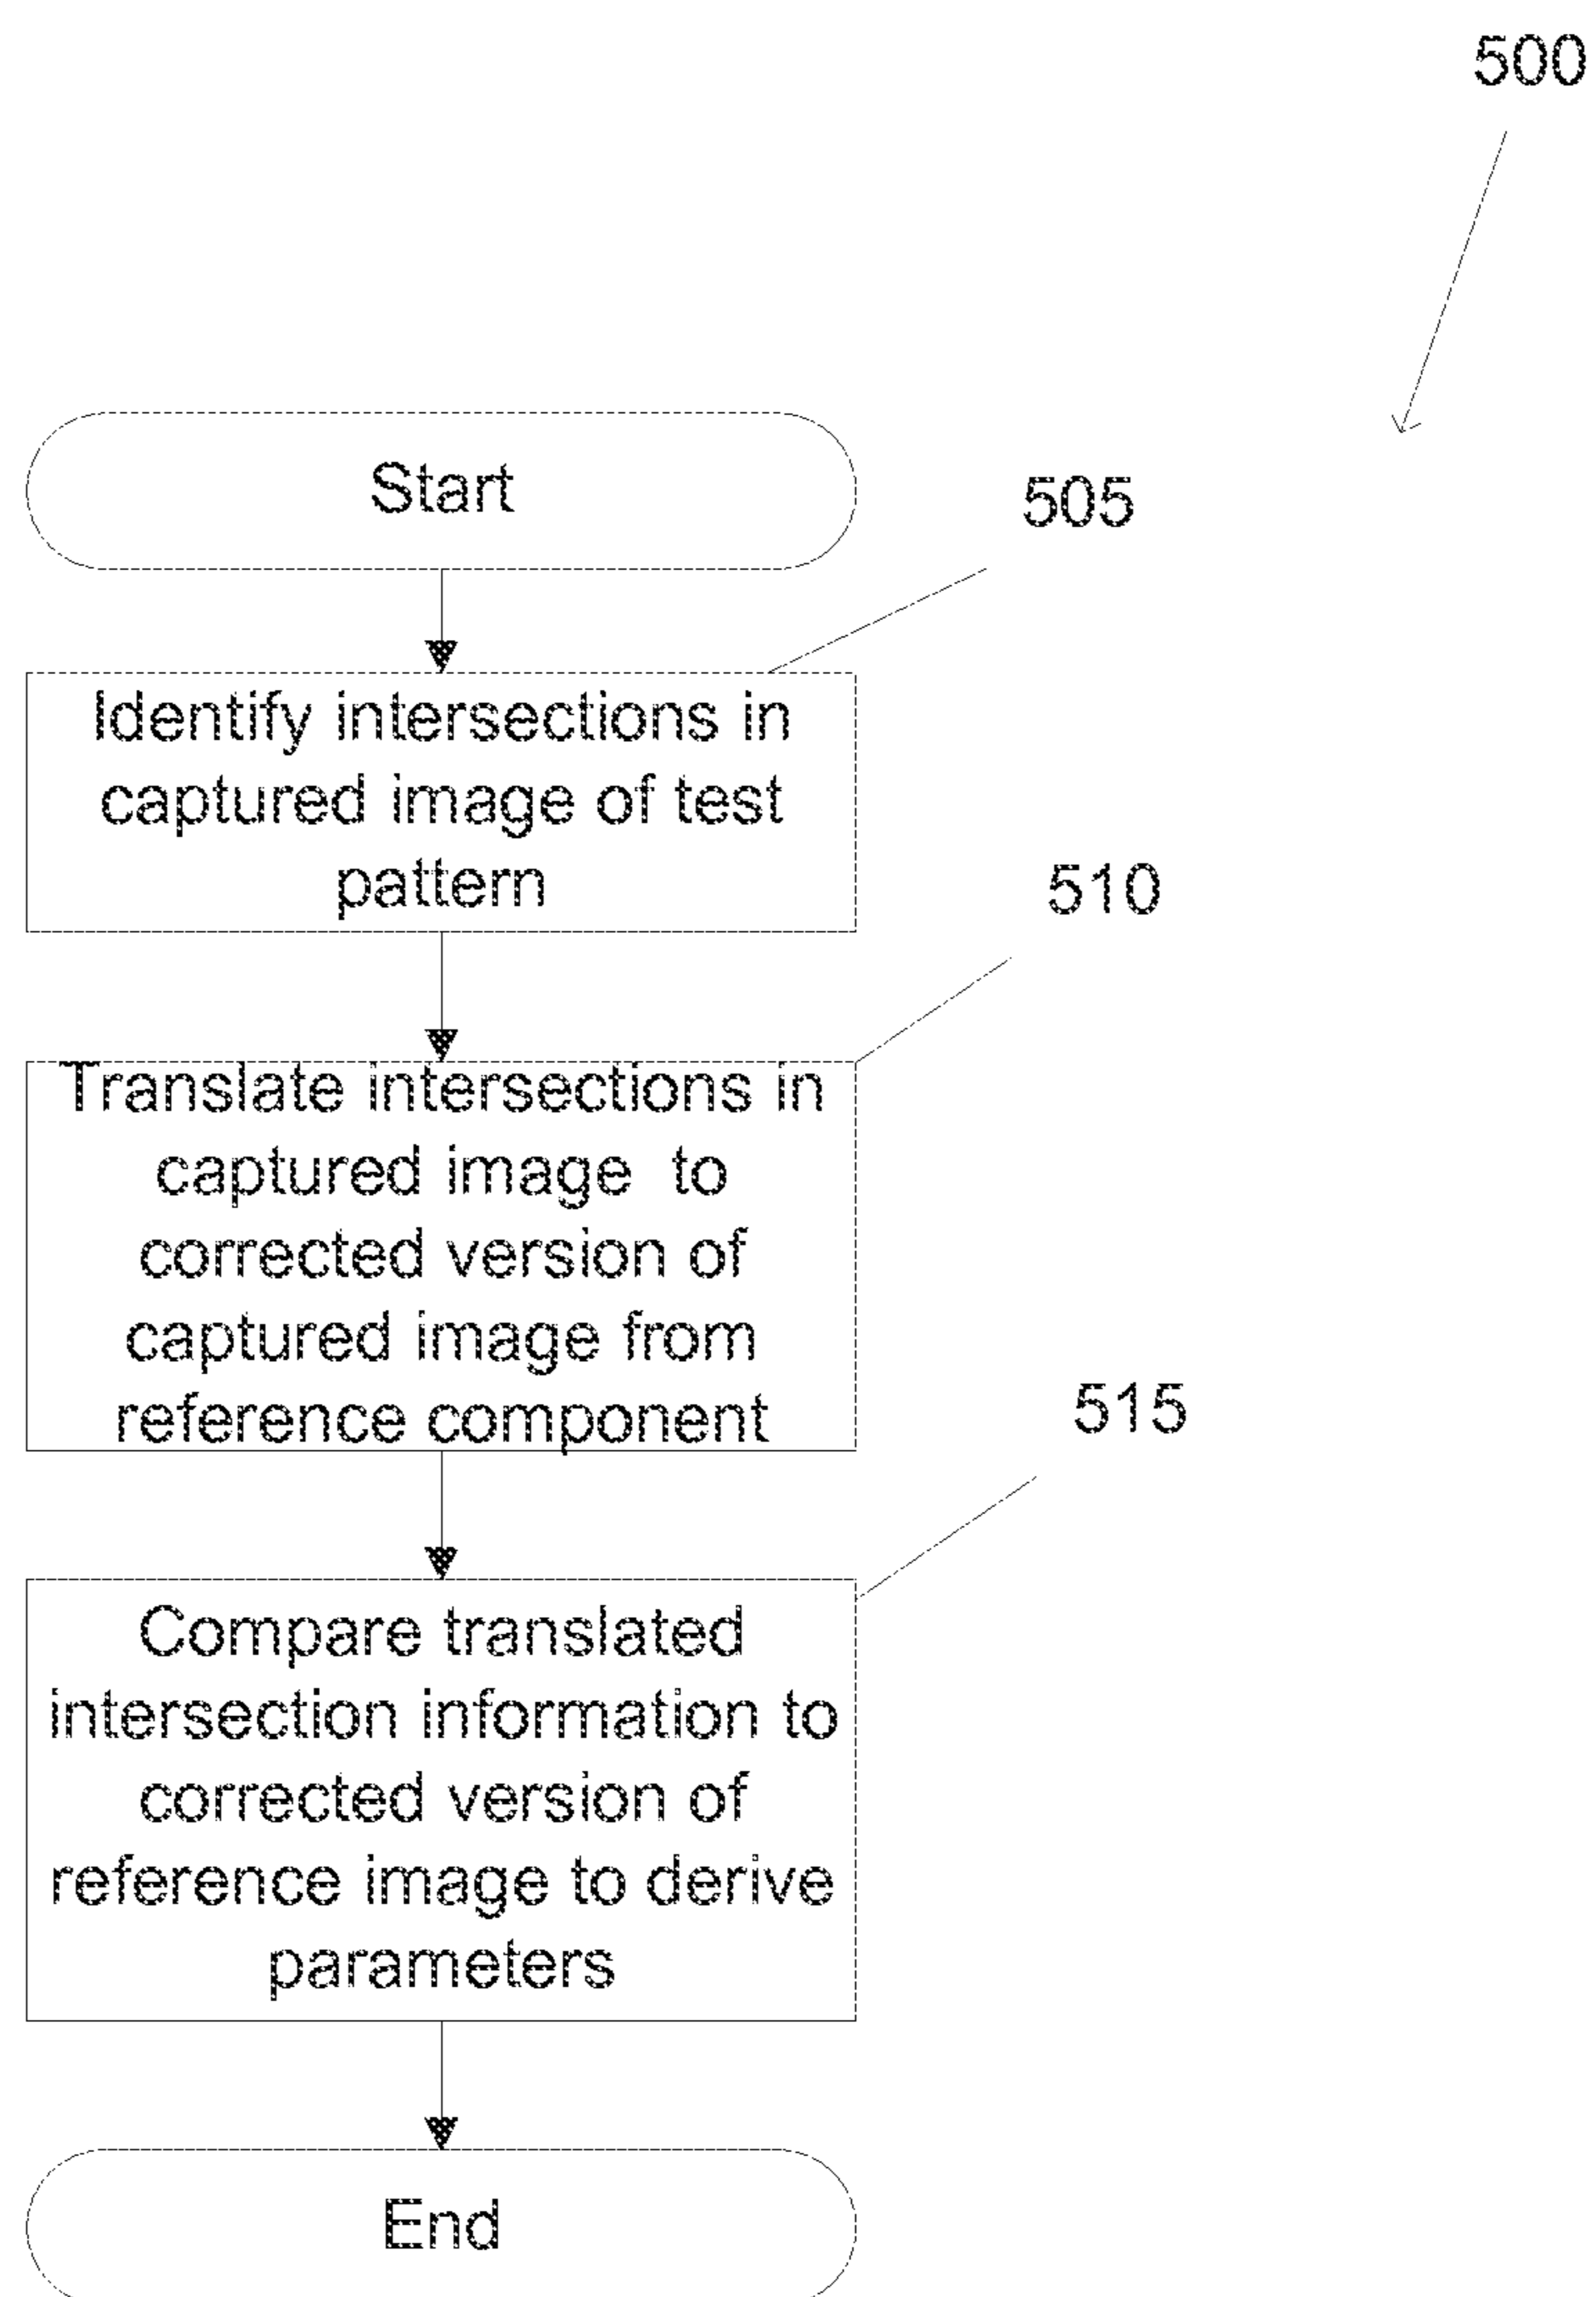 500
Start
505
Identify intersections in
captured image of test
pattern
510
Translate intersections in
captured image to
corrected version of
captured image from
reference component
515
Compare translated
intersection information to
corrected version of
reference image to derive
parameters
End